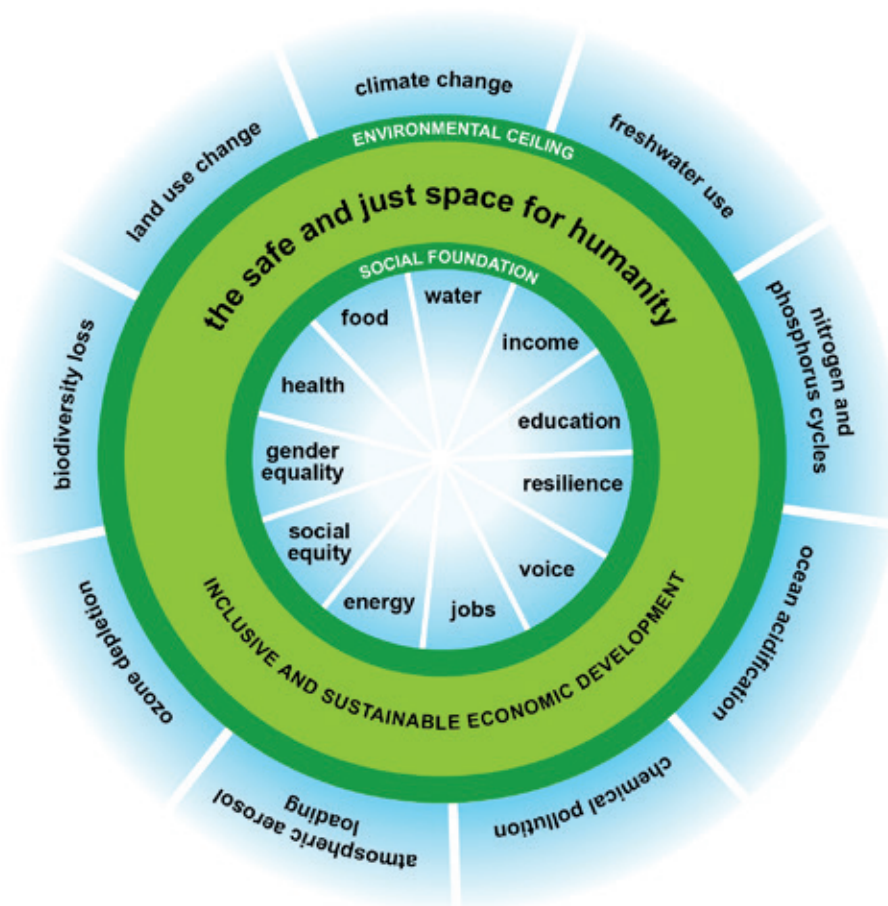 climate change
freshwater use
nitrogen and
phosphorus cycles
ocean acidification
chemical pollution
atmospheric aerosol
loading
ozone depletion
biodiversity loss
land use change
ENVIRONMENTAL CEILING
the safe and just space for humanity
SOCIAL FOUNDATION
water
income
education
resilience
voice
jobs
energy
social
equity
gender
equality
health
food
INCLUSIVE AND SUSTAINABLE ECONOMIC DEVELOPMENT